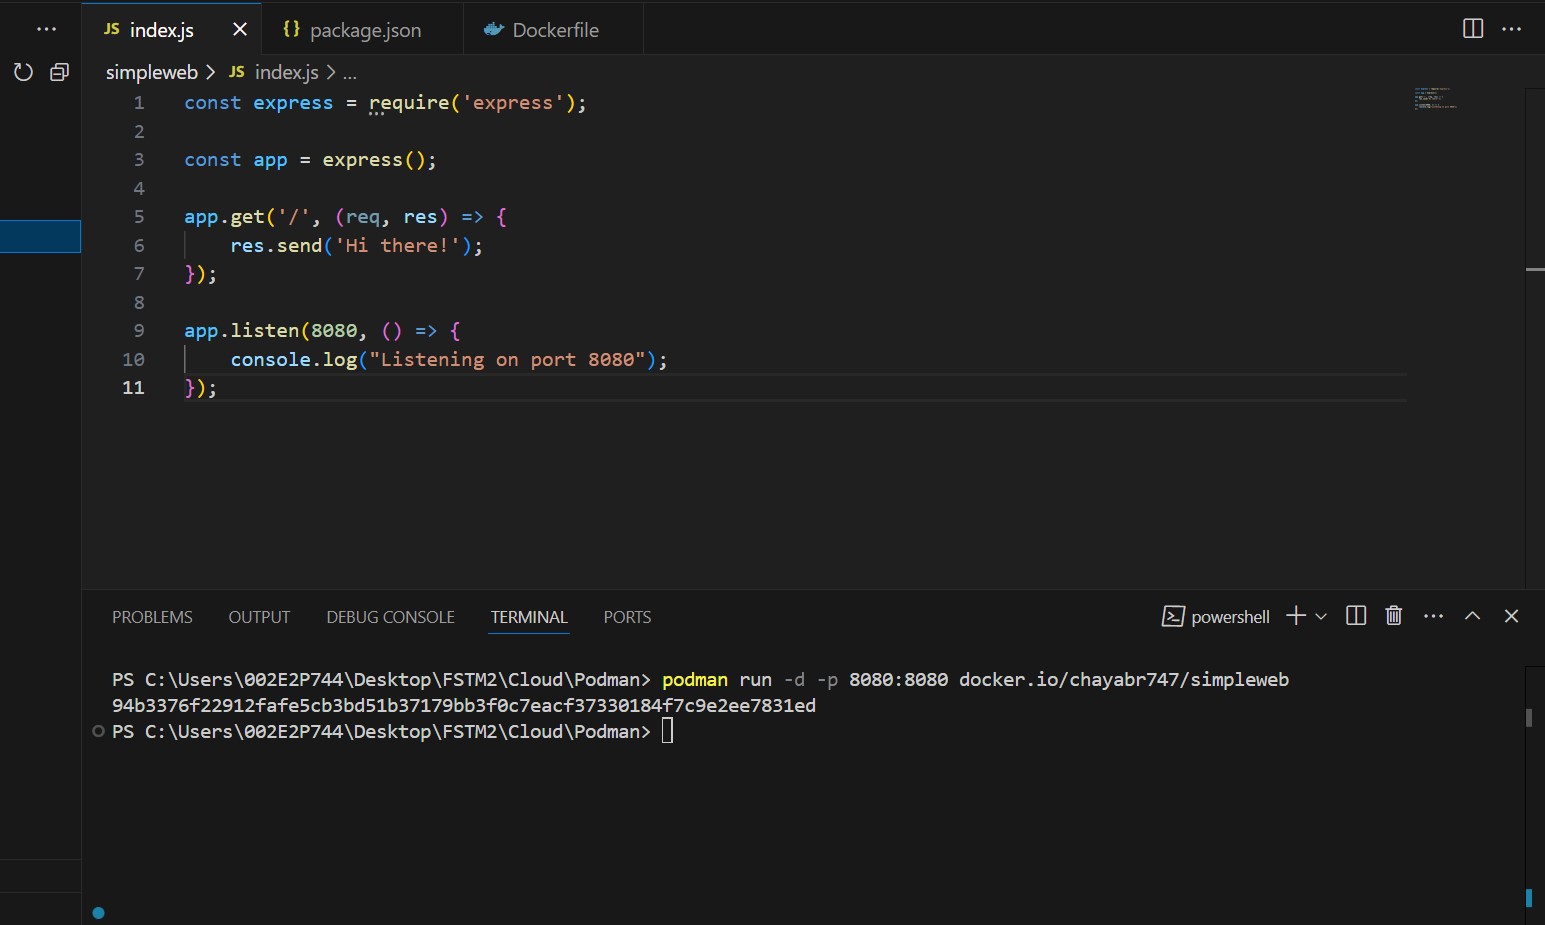 JS index.js {} package.json Dockerfile
simpleweb > JS index.js > ...
1 const express = require('express');
2
3 const app = express();
4
5 app.get('/', (req, res) => {
6 res.send('Hi there!');
7 });
8
9 app.listen(8080, () => {
10 console.log("Listening on port 8080");
11 });
PROBLEMS OUTPUT DEBUG CONSOLE TERMINAL PORTS powershell
PS C:\Users\002E2P744\Desktop\FSTM2\Cloud\Podman> podman run -d -p 8080:8080 docker.io/chayabr747/simpleweb
94b3376f22912fafe5cb3bd51b37179bb3f0c7eacf37330184f7c9e2ee7831ed
PS C:\Users\002E2P744\Desktop\FSTM2\Cloud\Podman>